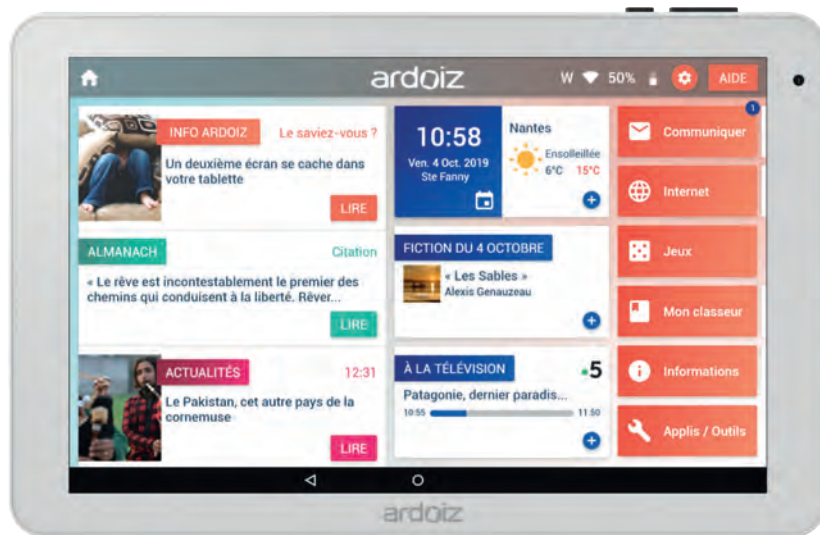 ardoiz
W
50%
AIDE
INFO ARDOIZ
Le saviez-vous ?
Un deuxième écran se cache dans
votre tablette
LIRE
ALMANACH
Citation
« Le rêve est incontestablement le premier des
chemins qui conduisent à la liberté. Rêver...
LIRE
ACTUALITÉS
12:31
Le Pakistan, cet autre pays de la
cornemuse
LIRE
10:58
Ven. 4 Oct. 2019
Ste Fanny
Nantes
Ensolleillée
6°C 15°C
FICTION DU 4 OCTOBRE
« Les Sables »
Alexis Genauzeau
À LA TÉLÉVISION
5
Patagonie, dernier paradis...
10:55
11:50
1
Communiquer
Internet
Jeux
Mon classeur
Informations
Applis / Outils
ardoiz